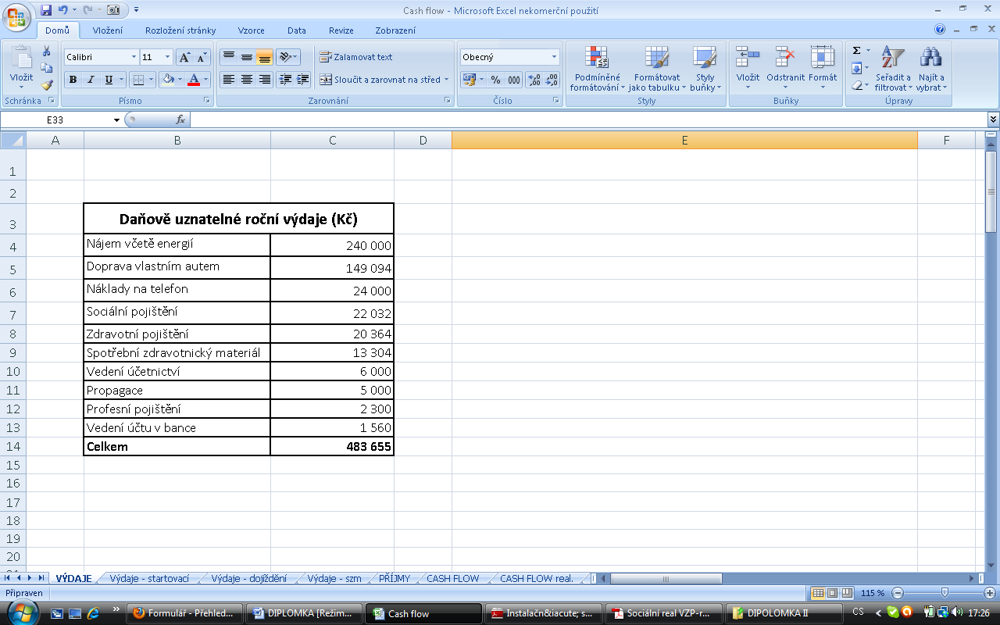 Cash flow - Microsoft Excel nekomerční použití
Domů Vložení Rozložení stránky Vzorce Data Revize Zobrazení
Vložit
Schránka
Calibri 11
B I U
Písmo
Zalamovat text
Sloučit a zarovnat na střed
Zarovnání
Obecný
% 000
Číslo
Podmíněné formátování
Formátovat jako tabulku
Styly buňky
Styly
Vložit Odstranit Formát
Buňky
Seřadit a filtrovat
Najít a vybrat
Úpravy
E33 fx
A B C D E F
1
2
3 Daňově uznatelné roční výdaje (Kč)
4 Nájem včetě energií 240 000
5 Doprava vlastním autem 149 094
6 Náklady na telefon 24 000
7 Sociální pojištění 22 032
8 Zdravotní pojištění 20 364
9 Spotřební zdravotnický materiál 13 304
10 Vedení účetnictví 6 000
11 Propagace 5 000
12 Profesní pojištění 2 300
13 Vedení účtu v bance 1 560
14 Celkem 483 655
15
16
17
18
19
20
VÝDAJE Výdaje - startovací Výdaje - dojíždění Výdaje - szm PŘÍJMY CASH FLOW CASH FLOW real.
Připraven 115 %
Formulář - Přehled... DIPLOMKA [Režim... Cash flow Instalačn&iacute; s... Sociální real VZP-r... DIPOLOMKA II CS 17:26